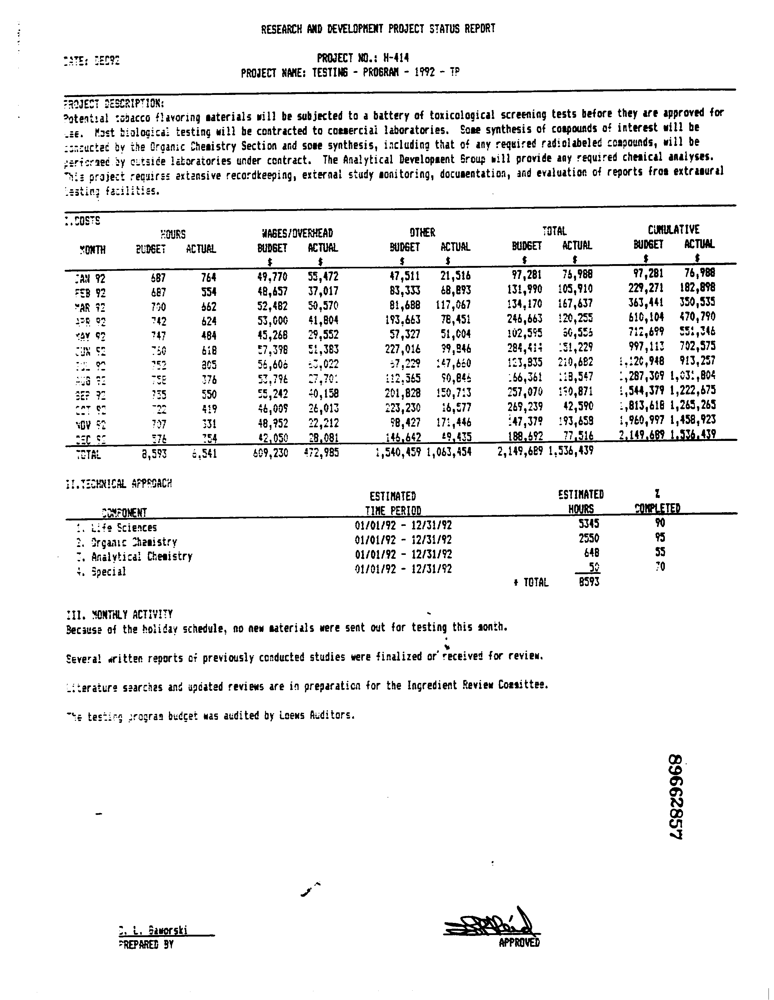 RESEARCH AND DEVELOPMENT PROJECT STATUS REPORT
DATE: DEC92
PROJECT NO.: H-414
PROJECT NAME: TESTING - PROGRAM - 1992 - TP
PROJECT DESCRIPTION:
Potential tobacco flavoring materials will be subjected to a battery of toxicological screening tests before they are approved for
use. Most biological testing will be contracted to commercial laboratories. Some synthesis of compounds of interest will be
conducted by the Organic Chemistry Section and some synthesis, including that of any required radiolabeled compounds, will be
performed by outside laboratories under contract. The Analytical Development Group will provide any required chemical analyses.
This project requires extensive recordkeeping, external study monitoring, documentation, and evaluation of reports from extramural
testing facilities.
I.COSTS
HOURS WAGES/OVERHEAD OTHER TOTAL CUMULATIVE
MONTH BUDGET ACTUAL BUDGET ACTUAL BUDGET ACTUAL BUDGET ACTUAL BUDGET ACTUAL
$ $ $ $ $ $ $ $
JAN 92 687 764 49,770 55,472 47,511 21,516 97,281 76,988 97,281 76,988
FEB 92 687 554 48,657 37,017 83,333 68,893 131,990 105,910 229,271 182,898
MAR 92 750 662 52,482 50,570 81,688 117,067 134,170 167,637 363,441 350,535
APR 92 742 624 53,000 41,804 193,663 78,451 246,663 120,255 610,104 470,790
MAY 92 747 484 45,268 29,552 57,327 51,004 102,595 80,556 712,699 551,346
JUN 92 760 618 57,398 51,383 227,016 99,846 284,414 151,229 997,113 702,575
JUL 92 752 805 56,606 63,022 67,229 147,660 123,835 210,682 1,120,948 913,257
AUG 92 758 376 53,796 27,701 112,565 90,846 166,361 118,547 1,287,309 1,031,804
SEP 92 755 550 55,242 40,158 201,828 150,713 257,070 190,871 1,544,379 1,222,675
OCT 92 722 419 46,009 26,013 223,230 16,577 269,239 42,590 1,813,618 1,265,265
NOV 92 707 331 48,952 22,212 98,427 171,446 147,379 193,658 1,960,997 1,458,923
DEC 92 576 354 42,050 28,081 146,642 49,435 188,692 77,516 2,149,689 1,536,439
TOTAL 8,593 6,541 609,230 472,985 1,540,459 1,063,454 2,149,689 1,536,439
II.TECHNICAL APPROACH
ESTIMATED ESTIMATED %
COMPONENT TIME PERIOD HOURS COMPLETED
1. Life Sciences 01/01/92 - 12/31/92 5345 90
2. Organic Chemistry 01/01/92 - 12/31/92 2550 95
3. Analytical Chemistry 01/01/92 - 12/31/92 648 55
4. Special 01/01/92 - 12/31/92 50 70
+ TOTAL 8593
III. MONTHLY ACTIVITY
Because of the holiday schedule, no new materials were sent out for testing this month.
Several written reports of previously conducted studies were finalized or received for review.
Literature searches and updated reviews are in preparation for the Ingredient Review Committee.
The testing program budget was audited by Loews Auditors.
89662857
C. L. Gaworski
PREPARED BY
APPROVED